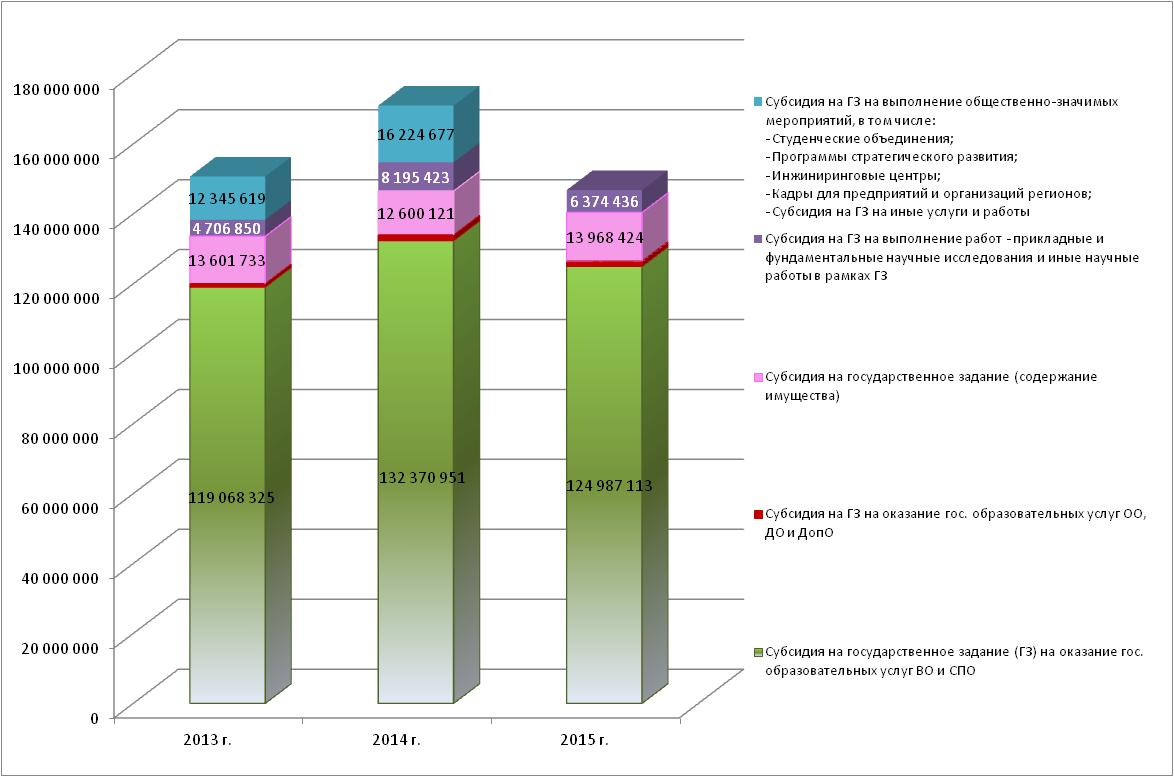 180 000 000
160 000 000
140 000 000
120 000 000
100 000 000
80 000 000
60 000 000
40 000 000
20 000 000
0
12 345 619
4 706 850
13 601 733
119 068 325
16 224 677
8 195 423
12 600 121
132 370 951
6 374 436
13 968 424
124 987 113
2013 г.
2014 г.
2015 г.
Субсидия на ГЗ на выполнение общественно-значимых
мероприятий, в том числе:
- Студенческие объединения;
- Программы стратегического развития;
- Инжиниринговые центры;
- Кадры для предприятий и организаций регионов;
- Субсидия на ГЗ на иные услуги и работы
Субсидия на ГЗ на выполнение работ - прикладные и
фундаментальные научные исследования и иные научные
работы в рамках ГЗ
Субсидия на государственное задание (содержание
имущества)
Субсидия на ГЗ на оказание гос. образовательных услуг ОО,
ДО и ДопО
Субсидия на государственное задание (ГЗ) на оказание гос.
образовательных услуг ВО и СПО